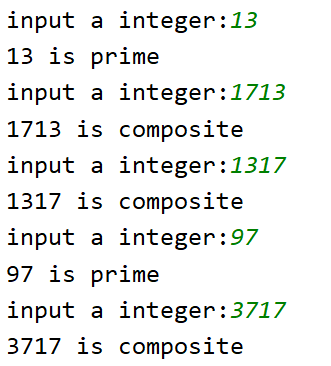 input a integer:13
13 is prime
input a integer:1713
1713 is composite
input a integer:1317
1317 is composite
input a integer:97
97 is prime
input a integer:3717
3717 is composite